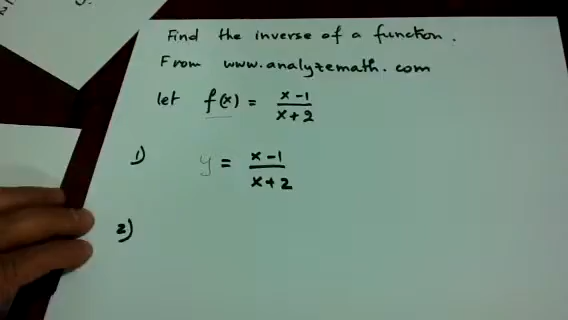 Find the inverse of a function.
From www.analyzemath.com
let f(x) = x-1 / x+2
1) y = x-1 / x+2
2)